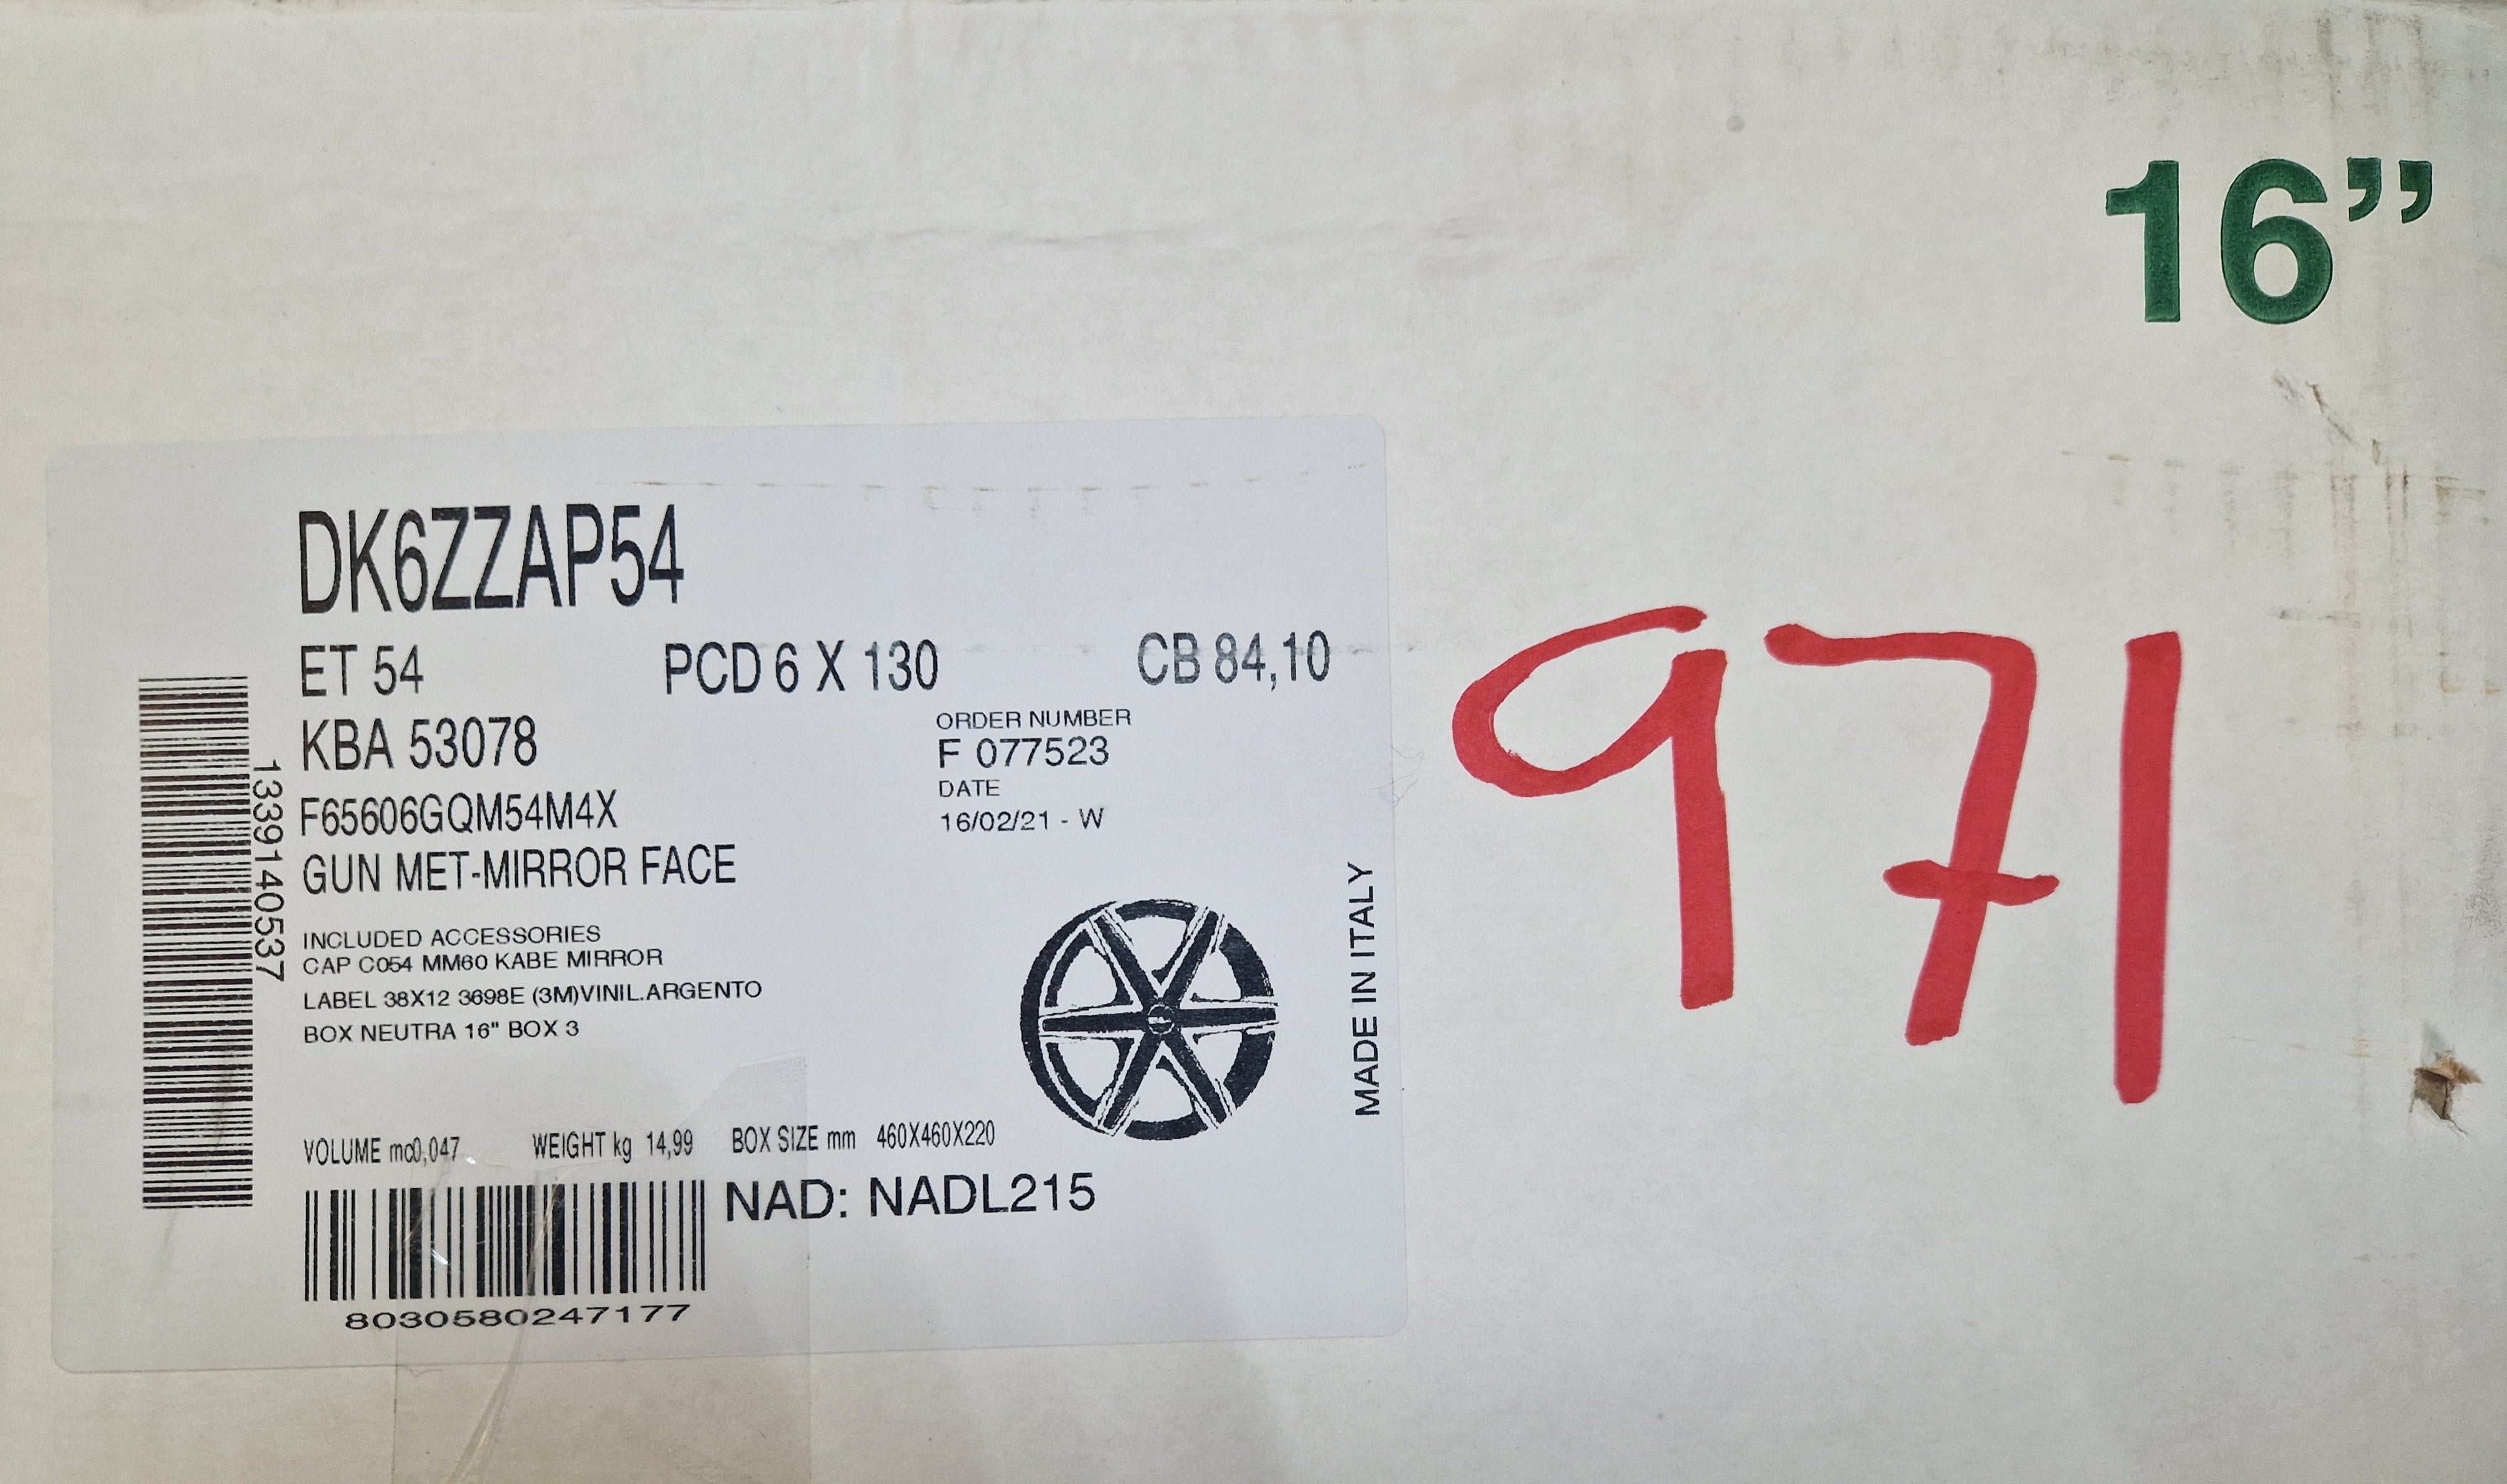 16”
DK6ZZAP54
ET 54 PCD 6 X 130 CB 84,10
KBA 53078
ORDER NUMBER
F 077523
DATE
16/02/21 - W
F65606GQM54M4X
GUN MET-MIRROR FACE
INCLUDED ACCESSORIES
CAP C054 MM60 KABE MIRROR
LABEL 38X12 3698E (3M)VINIL.ARGENTO
BOX NEUTRA 16" BOX 3
VOLUME mc0,047 WEIGHT kg 14,99 BOX SIZE mm 460X460X220
NAD: NADL215
8030580247177
1339140537
MADE IN ITALY
971